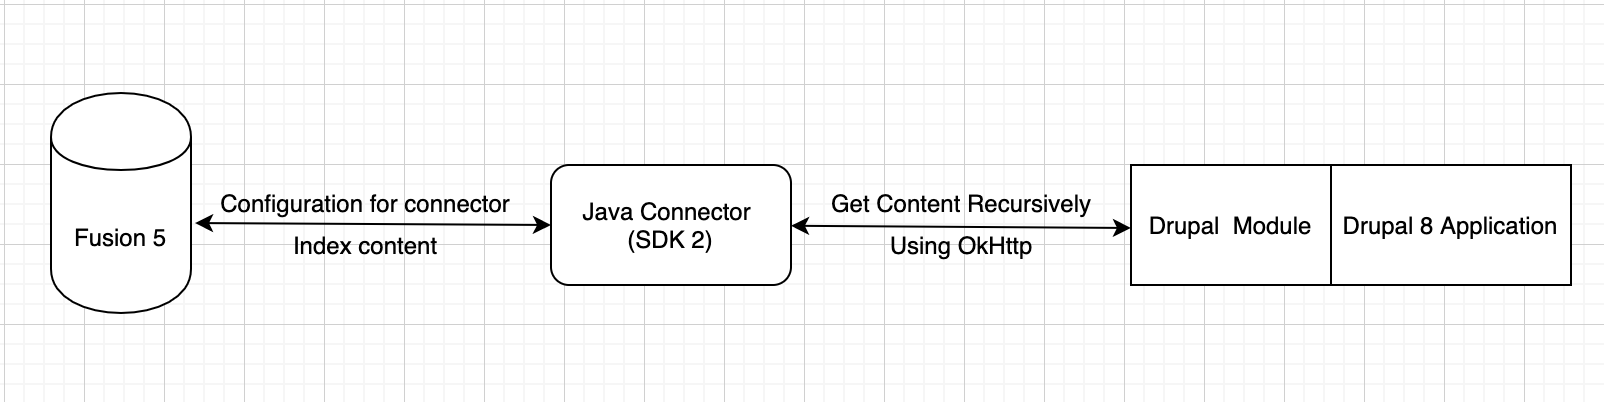 Fusion 5
Configuration for connector
Index content
Java Connector
(SDK 2)
Get Content Recursively
Using OkHttp
Drupal Module
Drupal 8 Application